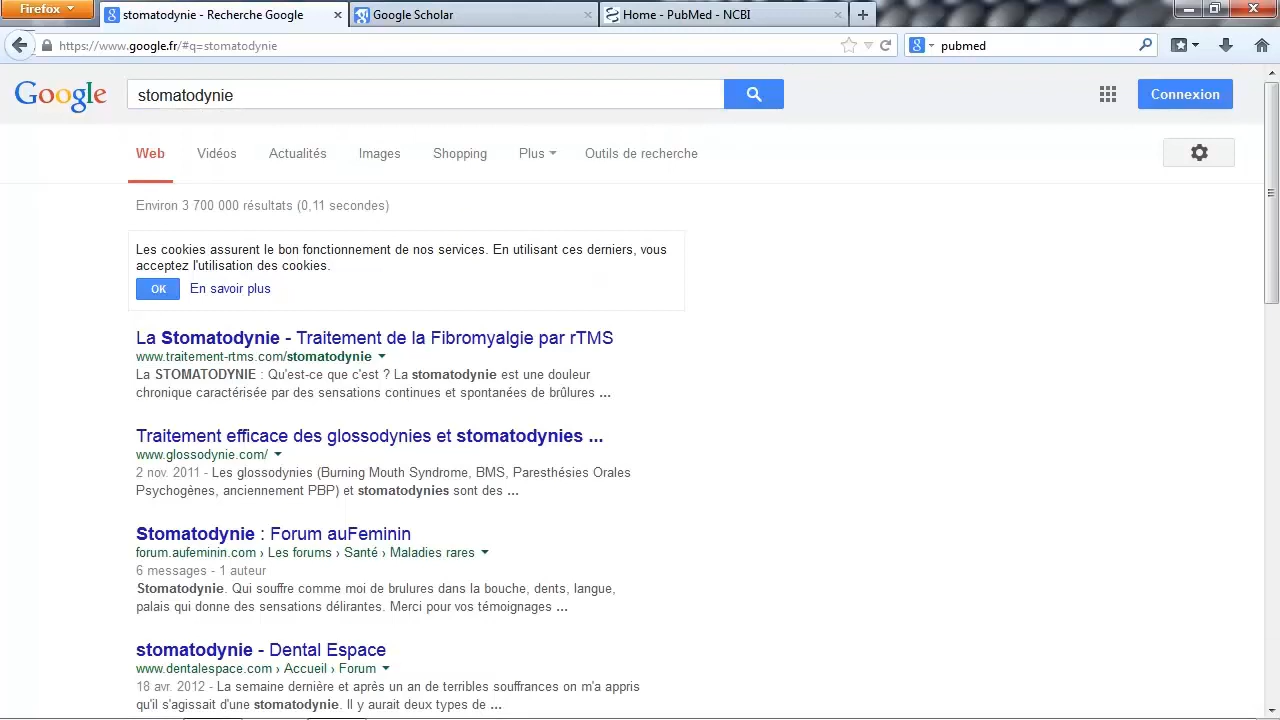 Firefox
stomatodynie - Recherche Google
Google Scholar
Home - PubMed - NCBI
https://www.google.fr/#q=stomatodynie
pubmed
Google
stomatodynie
Connexion
Web Vidéos Actualités Images Shopping Plus Outils de recherche
Environ 3 700 000 résultats (0,11 secondes)
Les cookies assurent le bon fonctionnement de nos services. En utilisant ces derniers, vous
acceptez l'utilisation des cookies.
OK En savoir plus
La Stomatodynie - Traitement de la Fibromyalgie par rTMS
www.traitement-rtms.com/stomatodynie
La STOMATODYNIE : Qu'est-ce que c'est ? La stomatodynie est une douleur
chronique caractérisée par des sensations continues et spontanées de brûlures ...
Traitement efficace des glossodynies et stomatodynies ...
www.glossodynie.com/
2 nov. 2011 - Les glossodynies (Burning Mouth Syndrome, BMS, Paresthésies Orales
Psychogènes, anciennement PBP) et stomatodynies sont des ...
Stomatodynie : Forum auFeminin
forum.aufeminin.com › Les forums › Santé › Maladies rares
6 messages - 1 auteur
Stomatodynie. Qui souffre comme moi de brulures dans la bouche, dents, langue,
palais qui donne des sensations délirantes. Merci pour vos témoignages ...
stomatodynie - Dental Espace
www.dentalespace.com › Accueil › Forum
18 avr. 2012 - La semaine dernière et après un an de terribles souffrances on m'a appris
qu'il s'agissait d'une stomatodynie. Il y aurait deux types de ...